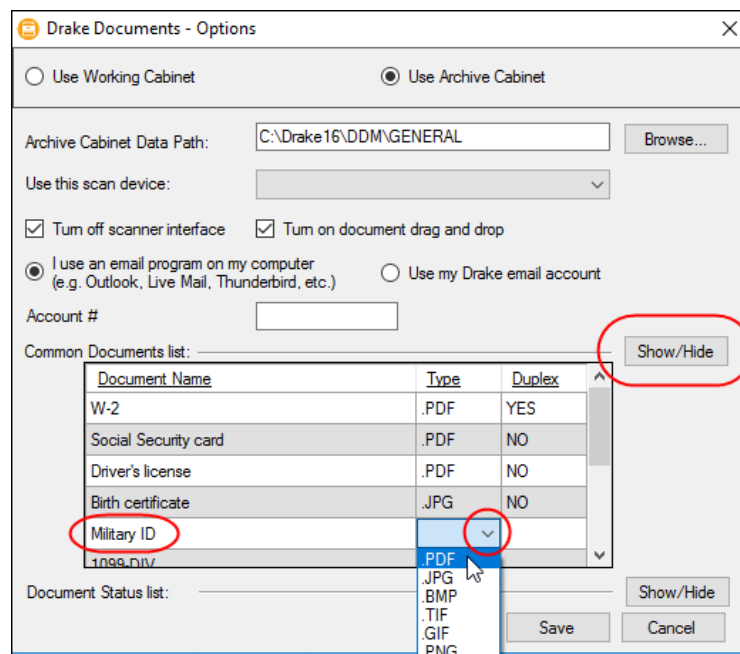 Drake Documents - Options
Use Working Cabinet Use Archive Cabinet
Archive Cabinet Data Path: C:\Drake16\DDM\GENERAL Browse...
Use this scan device:
Turn off scanner interface Turn on document drag and drop
I use an email program on my computer
(e.g. Outlook, Live Mail, Thunderbird, etc.) Use my Drake email account
Account #
Common Documents list: Show/Hide
Document Name Type Duplex
W-2 .PDF YES
Social Security card .PDF NO
Driver's license .PDF NO
Birth certificate .JPG NO
Military ID
1099-DIV
.PDF
.JPG
Document Status list: Show/Hide
.BMP
.TIF
.GIF
Save Cancel
.PNG